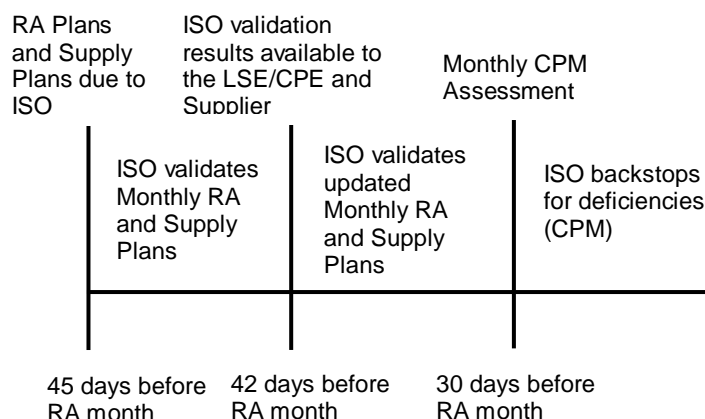 RA Plans
and Supply
Plans due to
ISO
ISO validation
results available to
the LSE/CPE and
Supplier
Monthly CPM
Assessment
ISO validates
Monthly RA
and Supply
Plans
ISO validates
updated
Monthly RA
and Supply
Plans
ISO backstops
for deficiencies
(CPM)
45 days before
RA month
42 days before
RA month
30 days before
RA month